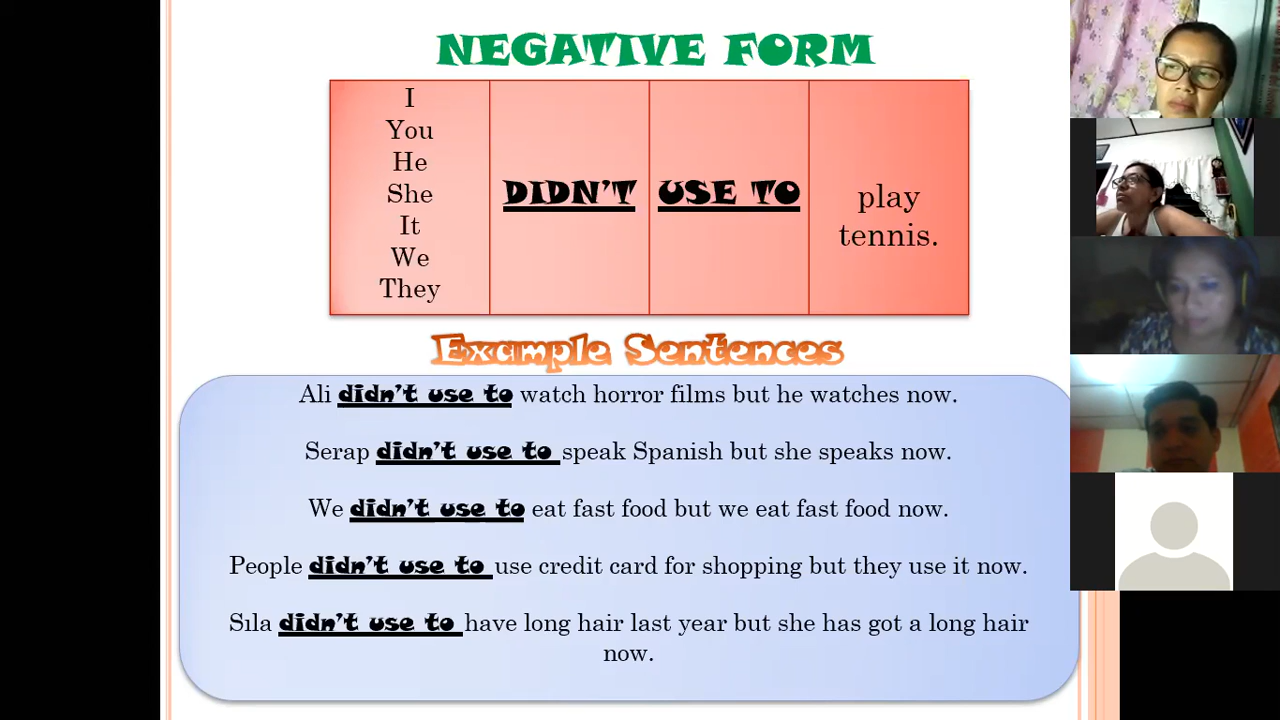 NEGATIVE FORM
I
You
He
She
It
We
They
DIDN'T
USE TO
play
tennis.
Example Sentences
Ali didn't use to watch horror films but he watches now.
Serap didn't use to speak Spanish but she speaks now.
We didn't use to eat fast food but we eat fast food now.
People didn't use to use credit card for shopping but they use it now.
Sıla didn't use to have long hair last year but she has got a long hair
now.